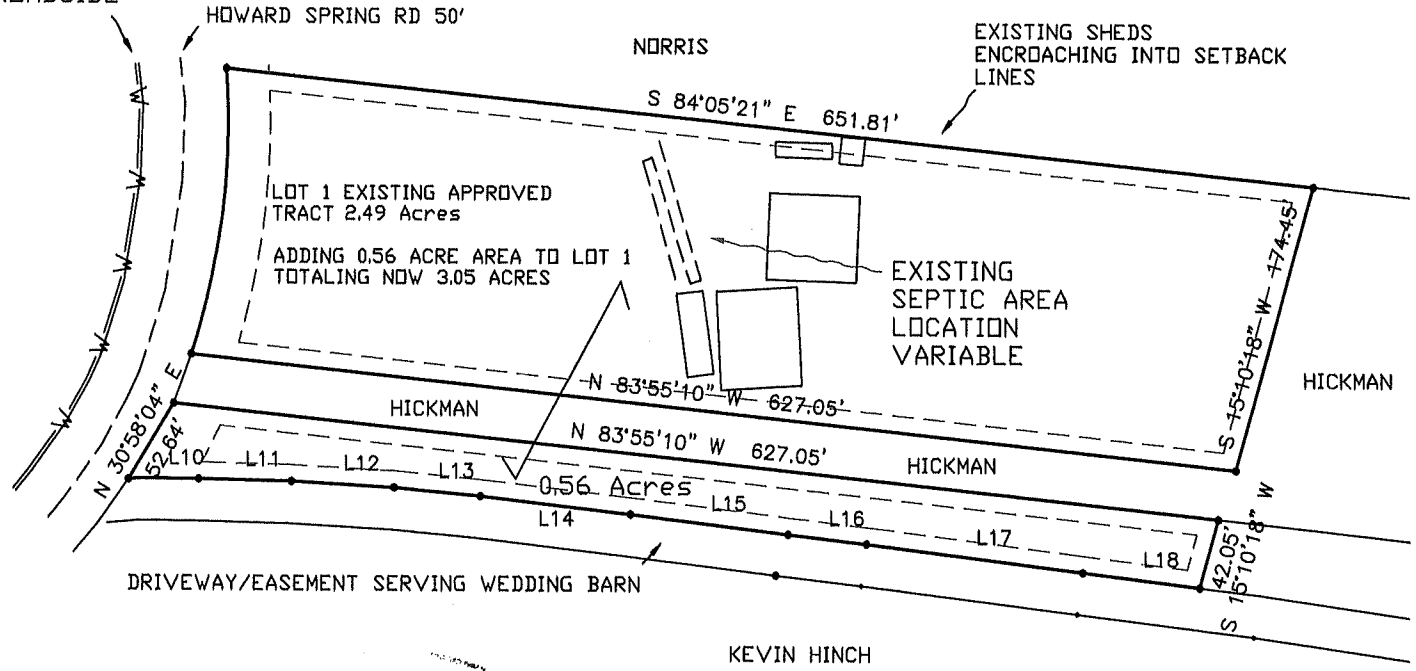 HOWARD SPRING RD 50'
NORRIS
EXISTING SHEDS
ENCROACHING INTO SETBACK
LINES
S 84°05'21" E 651.81'
LOT 1 EXISTING APPROVED
TRACT 2.49 Acres
ADDING 0.56 ACRE AREA TO LOT 1
TOTALING NOW 3.05 ACRES
EXISTING
SEPTIC AREA
LOCATION
VARIABLE
S 15°10'18" W 174.45'
HICKMAN
N 83°55'10" W 627.05'
HICKMAN
N 83°55'10" W 627.05'
HICKMAN
N 30°58'04" E
52.64'
L10
L11
L12
L13
0.56 Acres
L14
L15
L16
L17
L18
42.05'
S 15°10'18" W
W
W
W
W
W
DRIVEWAY/EASEMENT SERVING WEDDING BARN
KEVIN HINCH